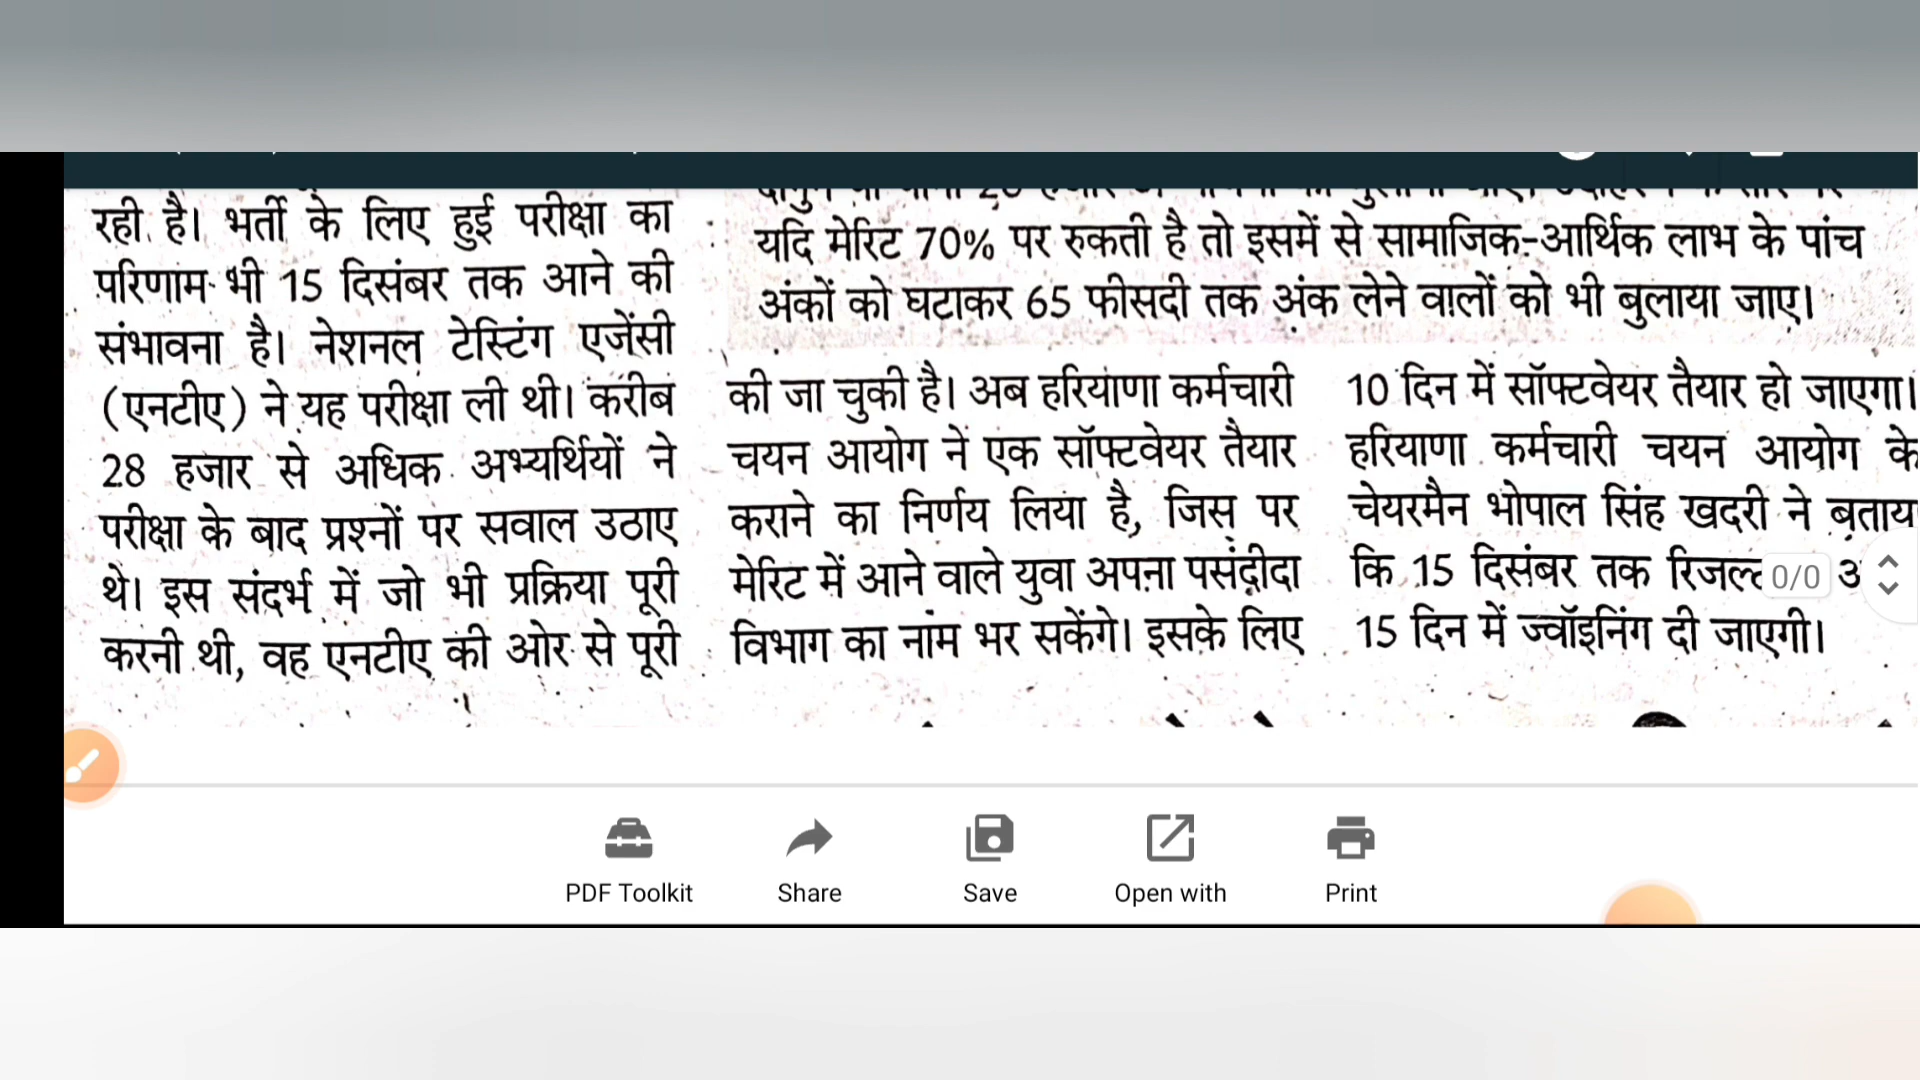 रही है। भर्ती के लिए हुई परीक्षा का
परिणाम भी 15 दिसंबर तक आने की
संभावना है। नेशनल टेस्टिंग एजेंसी
(एनटीए) ने यह परीक्षा ली थी। करीब
28 हजार से अधिक अभ्यर्थियों ने
परीक्षा के बाद प्रश्नों पर सवाल उठाए
थे। इस संदर्भ में जो भी प्रक्रिया पूरी
करनी थी, वह एनटीए की ओर से पूरी
यदि मेरिट 70% पर रुकती है तो इसमें से सामाजिक-आर्थिक लाभ के पांच
अंकों को घटाकर 65 फीसदी तक अंक लेने वालों को भी बुलाया जाए।
की जा चुकी है। अब हरियाणा कर्मचारी
चयन आयोग ने एक सॉफ्टवेयर तैयार
कराने का निर्णय लिया है, जिस पर
मेरिट में आने वाले युवा अपना पसंदीदा
विभाग का नाम भर सकेंगे। इसके लिए
10 दिन में सॉफ्टवेयर तैयार हो जाएगा।
हरियाणा कर्मचारी चयन आयोग के
चेयरमैन भोपाल सिंह खदरी ने बताय
कि 15 दिसंबर तक
15 दिन में ज्वॉइनिंग दी जाएगी।
0/0
PDF Toolkit
Share
Save
Open with
Print